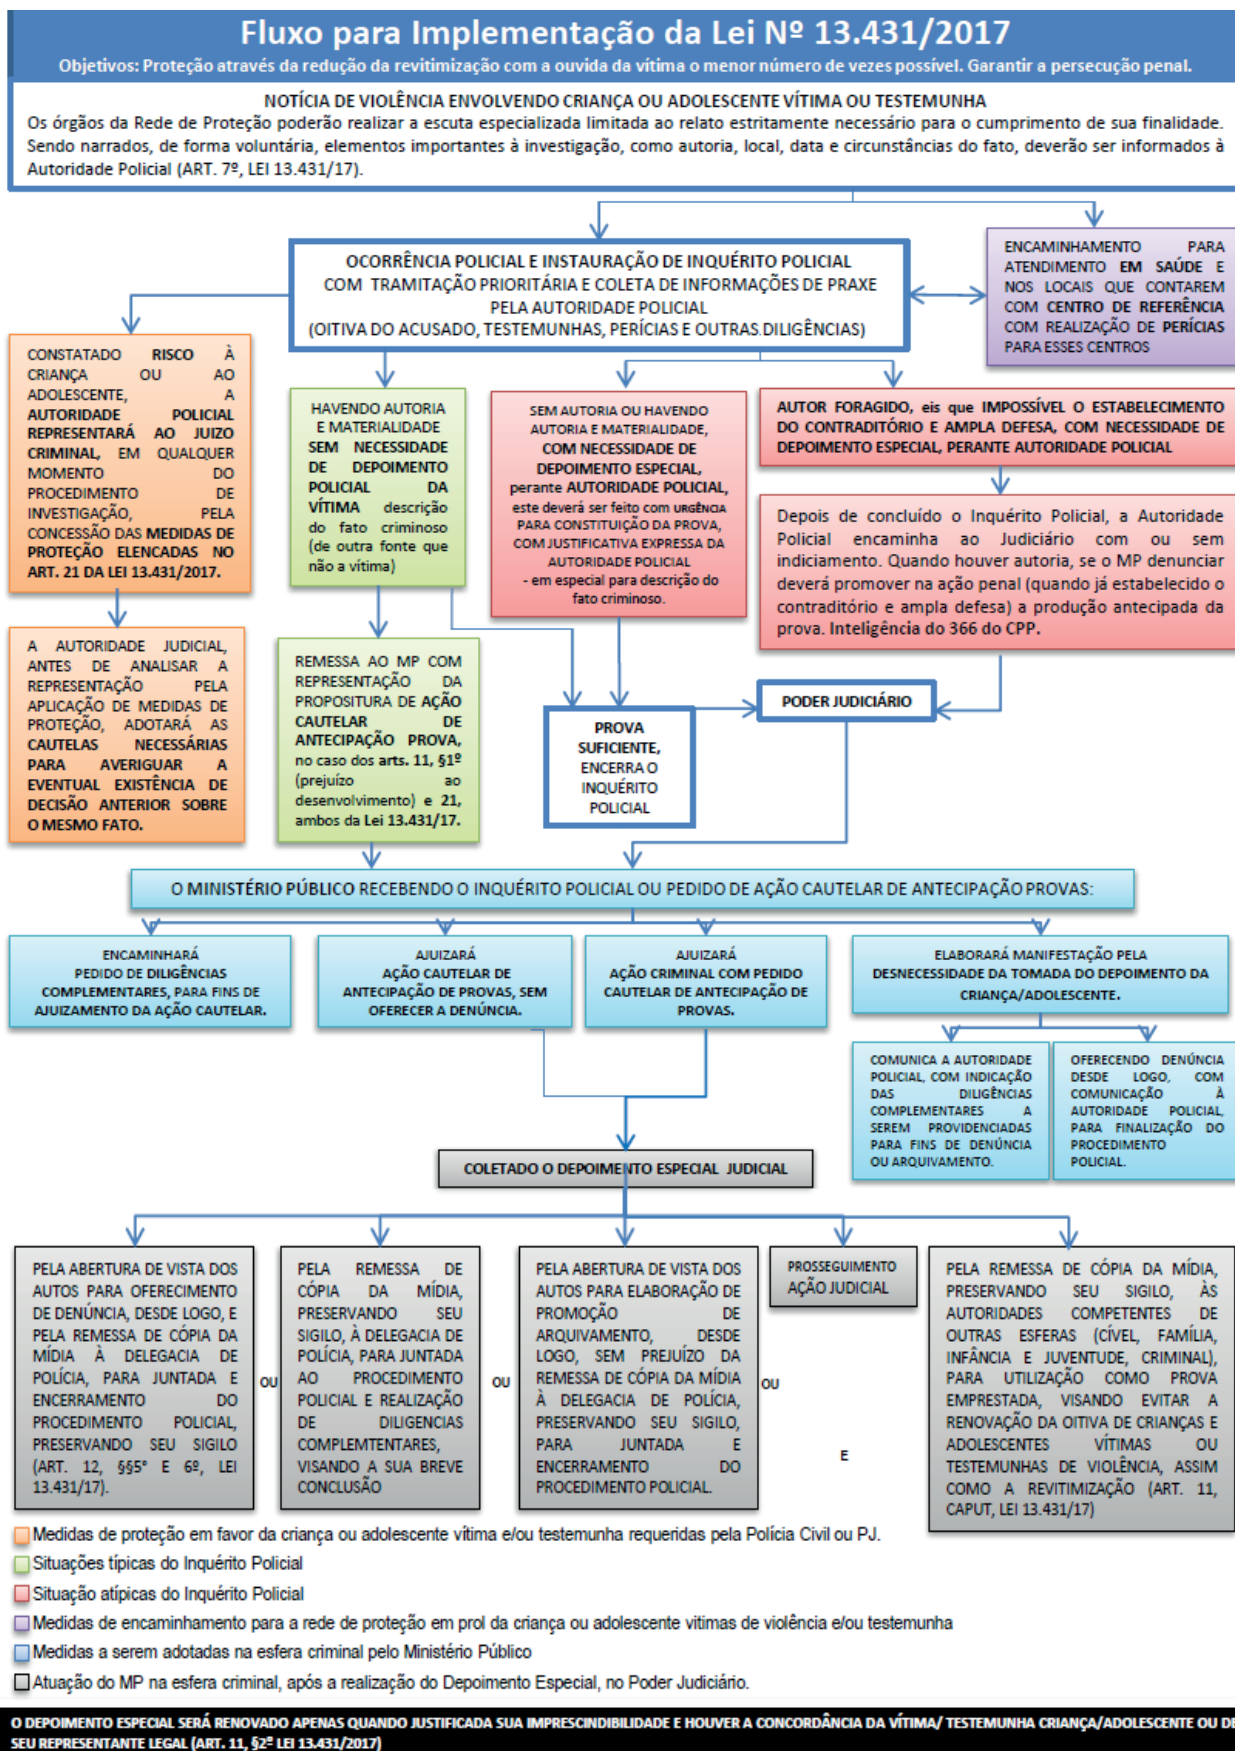 Fluxo para Implementação da Lei Nº 13.431/2017
Objetivos: Proteção através da redução da revitimização com a ouvida da vítima o menor número de vezes possível. Garantir a persecução penal.
NOTÍCIA DE VIOLÊNCIA ENVOLVENDO CRIANÇA OU ADOLESCENTE VÍTIMA OU TESTEMUNHA
Os órgãos da Rede de Proteção poderão realizar a escuta especializada limitada ao relato estritamente necessário para o cumprimento de sua finalidade.
Sendo narrados, de forma voluntária, elementos importantes à investigação, como autoria, local, data e circunstâncias do fato, deverão ser informados à
Autoridade Policial (ART. 7º, LEI 13.431/17).
OCORRÊNCIA POLICIAL E INSTAURAÇÃO DE INQUÉRITO POLICIAL
COM TRAMITAÇÃO PRIORITÁRIA E COLETA DE INFORMAÇÕES DE PRAXE
PELA AUTORIDADE POLICIAL
(OITIVA DO ACUSADO, TESTEMUNHAS, PERÍCIAS E OUTRAS.DILIGÊNCIAS)
ENCAMINHAMENTO PARA
ATENDIMENTO EM SAÚDE E
NOS LOCAIS QUE CONTAREM
COM CENTRO DE REFERÊNCIA
COM REALIZAÇÃO DE PERÍCIAS
PARA ESSES CENTROS
CONSTATADO RISCO À
CRIANÇA OU AO
ADOLESCENTE, A
AUTORIDADE POLICIAL
REPRESENTARÁ AO JUIZO
CRIMINAL, EM QUALQUER
MOMENTO DO
PROCEDIMENTO DE
INVESTIGAÇÃO, PELA
CONCESSÃO DAS MEDIDAS DE
PROTEÇÃO ELENCADAS NO
ART. 21 DA LEI 13.431/2017.
HAVENDO AUTORIA
E MATERIALIDADE
SEM NECESSIDADE
DE DEPOIMENTO
POLICIAL DA
VÍTIMA descrição
do fato criminoso
(de outra fonte que
não a vítima)
SEM AUTORIA OU HAVENDO
AUTORIA E MATERIALIDADE,
COM NECESSIDADE DE
DEPOIMENTO ESPECIAL,
perante AUTORIDADE POLICIAL,
este deverá ser feito com URGÊNCIA
PARA CONSTITUIÇÃO DA PROVA,
COM JUSTIFICATIVA EXPRESSA DA
AUTORIDADE POLICIAL
- em especial para descrição do
fato criminoso.
AUTOR FORAGIDO, eis que IMPOSSÍVEL O ESTABELECIMENTO
DO CONTRADITÓRIO E AMPLA DEFESA, COM NECESSIDADE DE
DEPOIMENTO ESPECIAL, PERANTE AUTORIDADE POLICIAL
Depois de concluído o Inquérito Policial, a Autoridade
Policial encaminha ao Judiciário com ou sem
indiciamento. Quando houver autoria, se o MP denunciar
deverá promover na ação penal (quando já estabelecido o
contraditório e ampla defesa) a produção antecipada da
prova. Inteligência do 366 do CPP.
A AUTORIDADE JUDICIAL,
ANTES DE ANALISAR A
REPRESENTAÇÃO PELA
APLICAÇÃO DE MEDIDAS DE
PROTEÇÃO, ADOTARÁ AS
CAUTELAS NECESSÁRIAS
PARA AVERIGUAR A
EVENTUAL EXISTÊNCIA DE
DECISÃO ANTERIOR SOBRE
O MESMO FATO.
REMESSA AO MP COM
REPRESENTAÇÃO DA
PROPOSITURA DE AÇÃO
CAUTELAR DE
ANTECIPAÇÃO PROVA,
no caso dos arts. 11, §1º
(prejuízo ao
desenvolvimento) e 21,
ambos da Lei 13.431/17.
PROVA
SUFICIENTE,
ENCERRA O
INQUÉRITO
POLICIAL
PODER JUDICIÁRIO
O MINISTÉRIO PÚBLICO RECEBENDO O INQUÉRITO POLICIAL OU PEDIDO DE AÇÃO CAUTELAR DE ANTECIPAÇÃO PROVAS:
ENCAMINHARÁ
PEDIDO DE DILIGÊNCIAS
COMPLEMENTARES, PARA FINS DE
AJUIZAMENTO DA AÇÃO CAUTELAR.
AJUIZARÁ
AÇÃO CAUTELAR DE
ANTECIPAÇÃO DE PROVAS, SEM
OFERECER A DENÚNCIA.
AJUIZARÁ
AÇÃO CRIMINAL COM PEDIDO
CAUTELAR DE ANTECIPAÇÃO DE
PROVAS.
ELABORARÁ MANIFESTAÇÃO PELA
DESNECESSIDADE DA TOMADA DO DEPOIMENTO DA
CRIANÇA/ADOLESCENTE.
COMUNICA A AUTORIDADE
POLICIAL, COM INDICAÇÃO
DAS DILIGÊNCIAS
COMPLEMENTARES A
SEREM PROVIDENCIADAS
PARA FINS DE DENÚNCIA
OU ARQUIVAMENTO.
OFERECENDO DENÚNCIA
DESDE LOGO, COM
COMUNICAÇÃO À
AUTORIDADE POLICIAL,
PARA FINALIZAÇÃO DO
PROCEDIMENTO
POLICIAL.
COLETADO O DEPOIMENTO ESPECIAL JUDICIAL
PELA ABERTURA DE VISTA DOS
AUTOS PARA OFERECIMENTO
DE DENÚNCIA, DESDE LOGO, E
PELA REMESSA DE CÓPIA DA
MÍDIA À DELEGACIA DE
POLÍCIA, PARA JUNTADA E
ENCERRAMENTO DO
PROCEDIMENTO POLICIAL,
PRESERVANDO SEU SIGILO
(ART. 12, §§5° E 6º, LEI
13.431/17).
OU
PELA REMESSA DE
CÓPIA DA MÍDIA,
PRESERVANDO SEU
SIGILO, À DELEGACIA DE
POLÍCIA, PARA JUNTADA
AO PROCEDIMENTO
POLICIAL E REALIZAÇÃO
DE DILIGENCIAS
COMPLEMTENTARES,
VISANDO A SUA BREVE
CONCLUSÃO
OU
PELA ABERTURA DE VISTA DOS
AUTOS PARA ELABORAÇÃO DE
PROMOÇÃO DE
ARQUIVAMENTO, DESDE
LOGO, SEM PREJUÍZO DA
REMESSA DE CÓPIA DA MÍDIA
À DELEGACIA DE POLÍCIA,
PRESERVANDO SEU SIGILO,
PARA JUNTADA E
ENCERRAMENTO DO
PROCEDIMENTO POLICIAL.
OU
PROSSEGUIMENTO
AÇÃO JUDICIAL
E
PELA REMESSA DE CÓPIA DA MÍDIA,
PRESERVANDO SEU SIGILO, ÀS
AUTORIDADES COMPETENTES DE
OUTRAS ESFERAS (CÍVEL, FAMÍLIA,
INFÂNCIA E JUVENTUDE, CRIMINAL),
PARA UTILIZAÇÃO COMO PROVA
EMPRESTADA, VISANDO EVITAR A
RENOVAÇÃO DA OITIVA DE CRIANÇAS E
ADOLESCENTES VÍTIMAS OU
TESTEMUNHAS DE VIOLÊNCIA, ASSIM
COMO A REVITIMIZAÇÃO (ART. 11,
CAPUT, LEI 13.431/17)
Medidas de proteção em favor da criança ou adolescente vítima e/ou testemunha requeridas pela Polícia Civil ou PJ.
Situações típicas do Inquérito Policial
Situação atípicas do Inquérito Policial
Medidas de encaminhamento para a rede de proteção em prol da criança ou adolescente vitimas de violência e/ou testemunha
Medidas a serem adotadas na esfera criminal pelo Ministério Público
Atuação do MP na esfera criminal, após a realização do Depoimento Especial, no Poder Judiciário.
O DEPOIMENTO ESPECIAL SERÁ RENOVADO APENAS QUANDO JUSTIFICADA SUA IMPRESCINDIBILIDADE E HOUVER A CONCORDÂNCIA DA VÍTIMA/ TESTEMUNHA CRIANÇA/ADOLESCENTE OU DE
SEU REPRESENTANTE LEGAL (ART. 11, §2º LEI 13.431/2017)